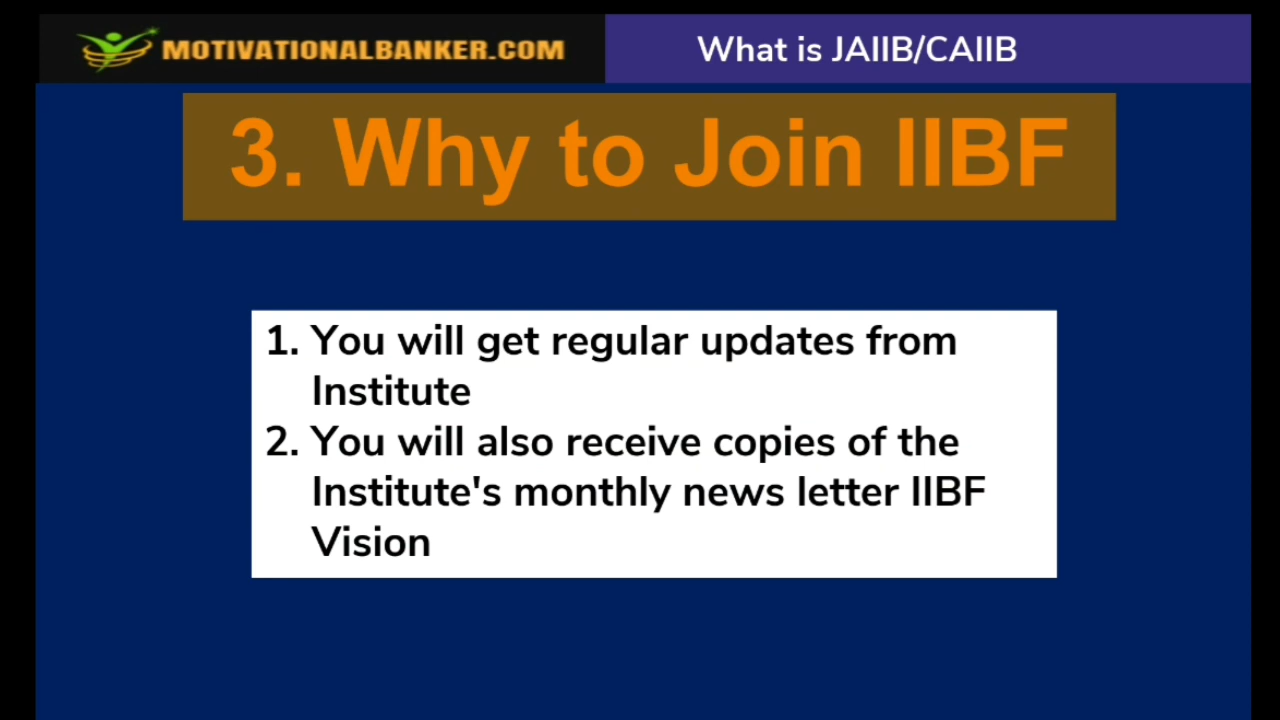 MOTIVATIONALBANKER.COM
What is JAIIB/CAIIB
3. Why to Join IIBF
1. You will get regular updates from
Institute
2. You will also receive copies of the
Institute's monthly news letter IIBF
Vision